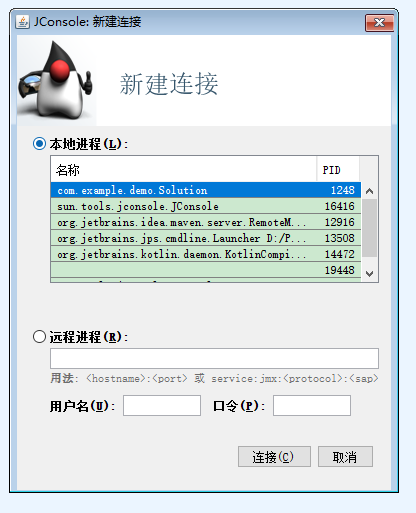 JConsole: 新建连接
新建连接
本地进程(L):
名称 PID
com.example.demo.Solution 1248
sun.tools.jconsole.JConsole 16416
org.jetbrains.idea.maven.server.RemoteM... 12916
org.jetbrains.jps.cmdline.Launcher D:/P... 13508
org.jetbrains.kotlin.daemon.KotlinCompi... 14472
19448
远程进程(R):
用法: <hostname>:<port> 或 service:jmx:<protocol>:<sap>
用户名(U): 口令(P):
连接(C) 取消